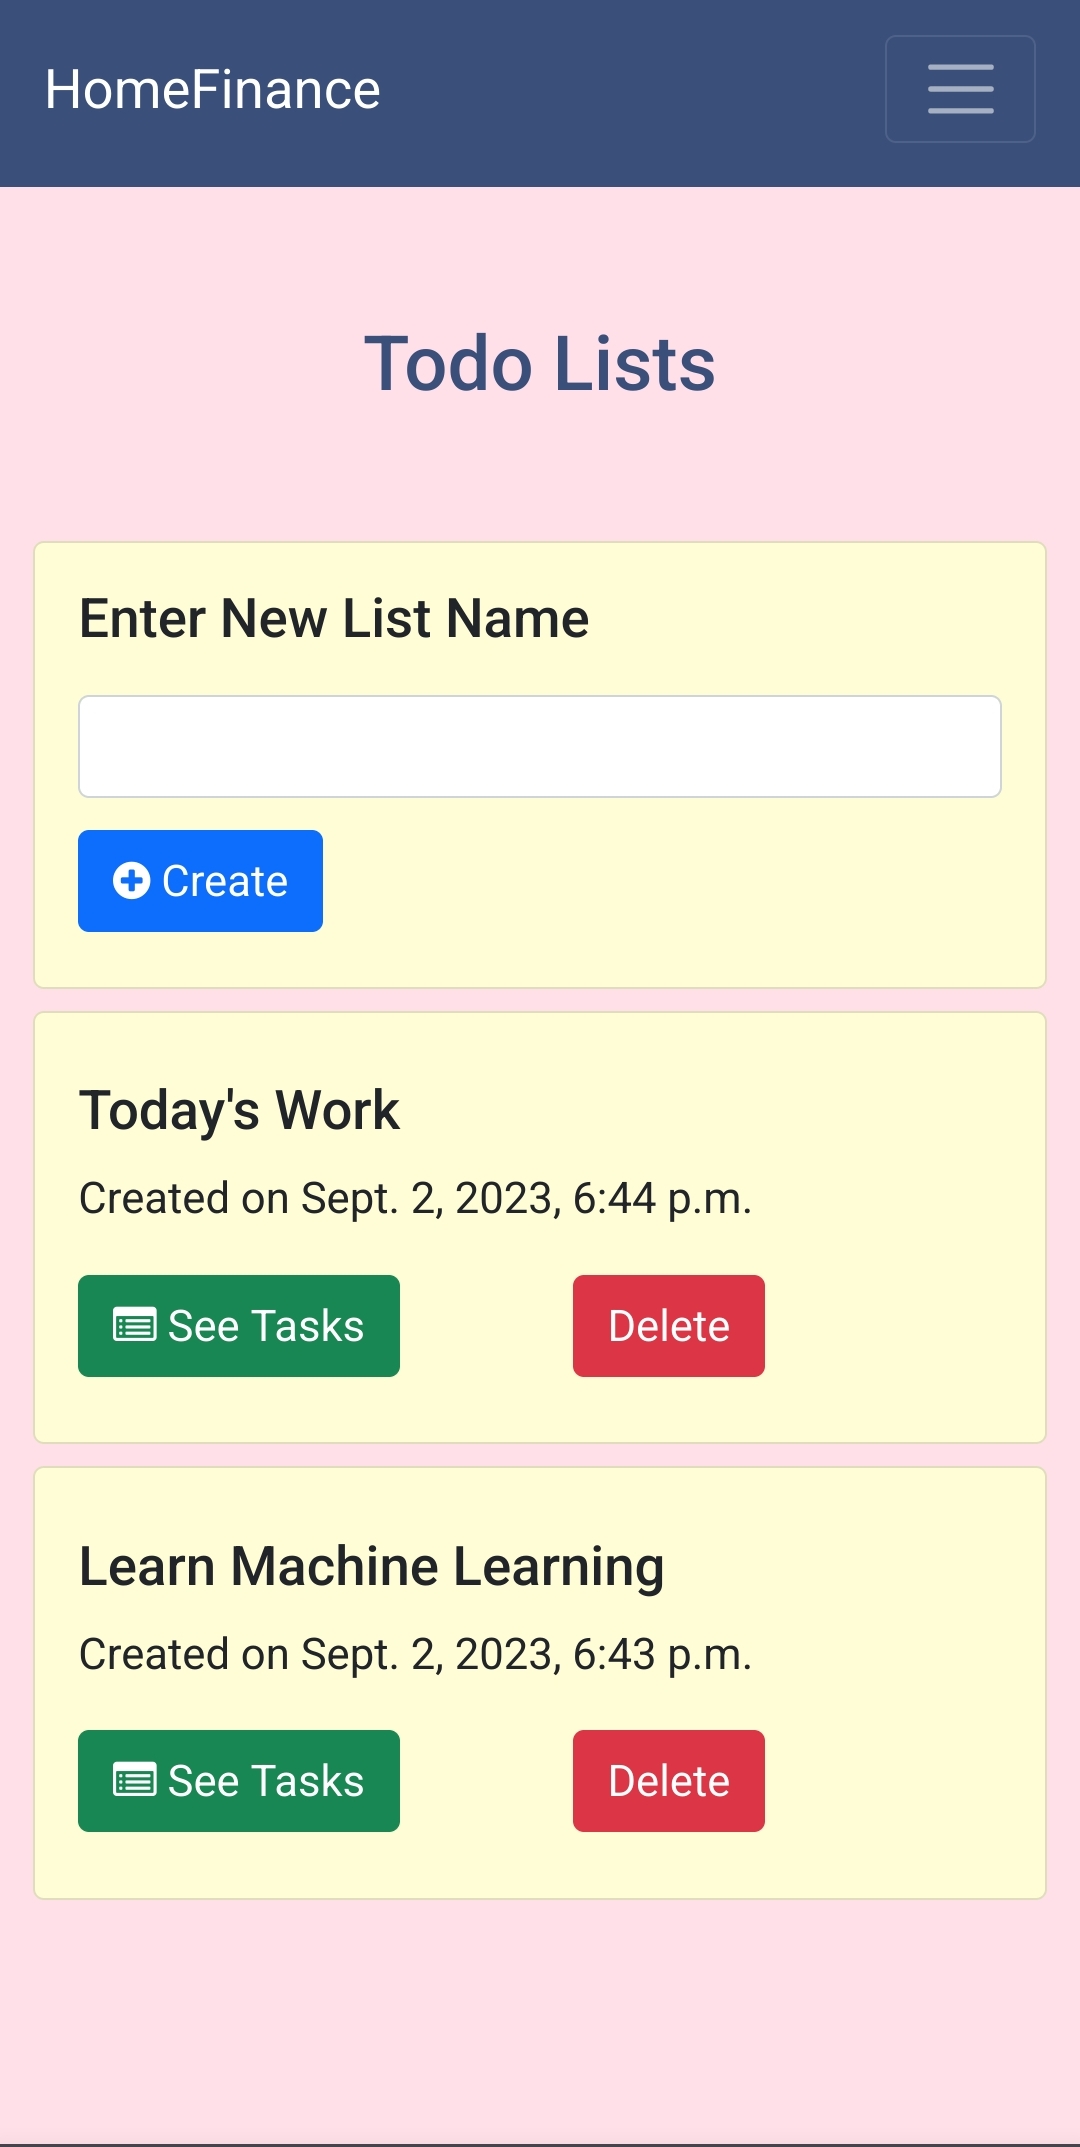 HomeFinance
Todo Lists
Enter New List Name
Create
Today's Work
Created on Sept. 2, 2023, 6:44 p.m.
See Tasks Delete
Learn Machine Learning
Created on Sept. 2, 2023, 6:43 p.m.
See Tasks Delete